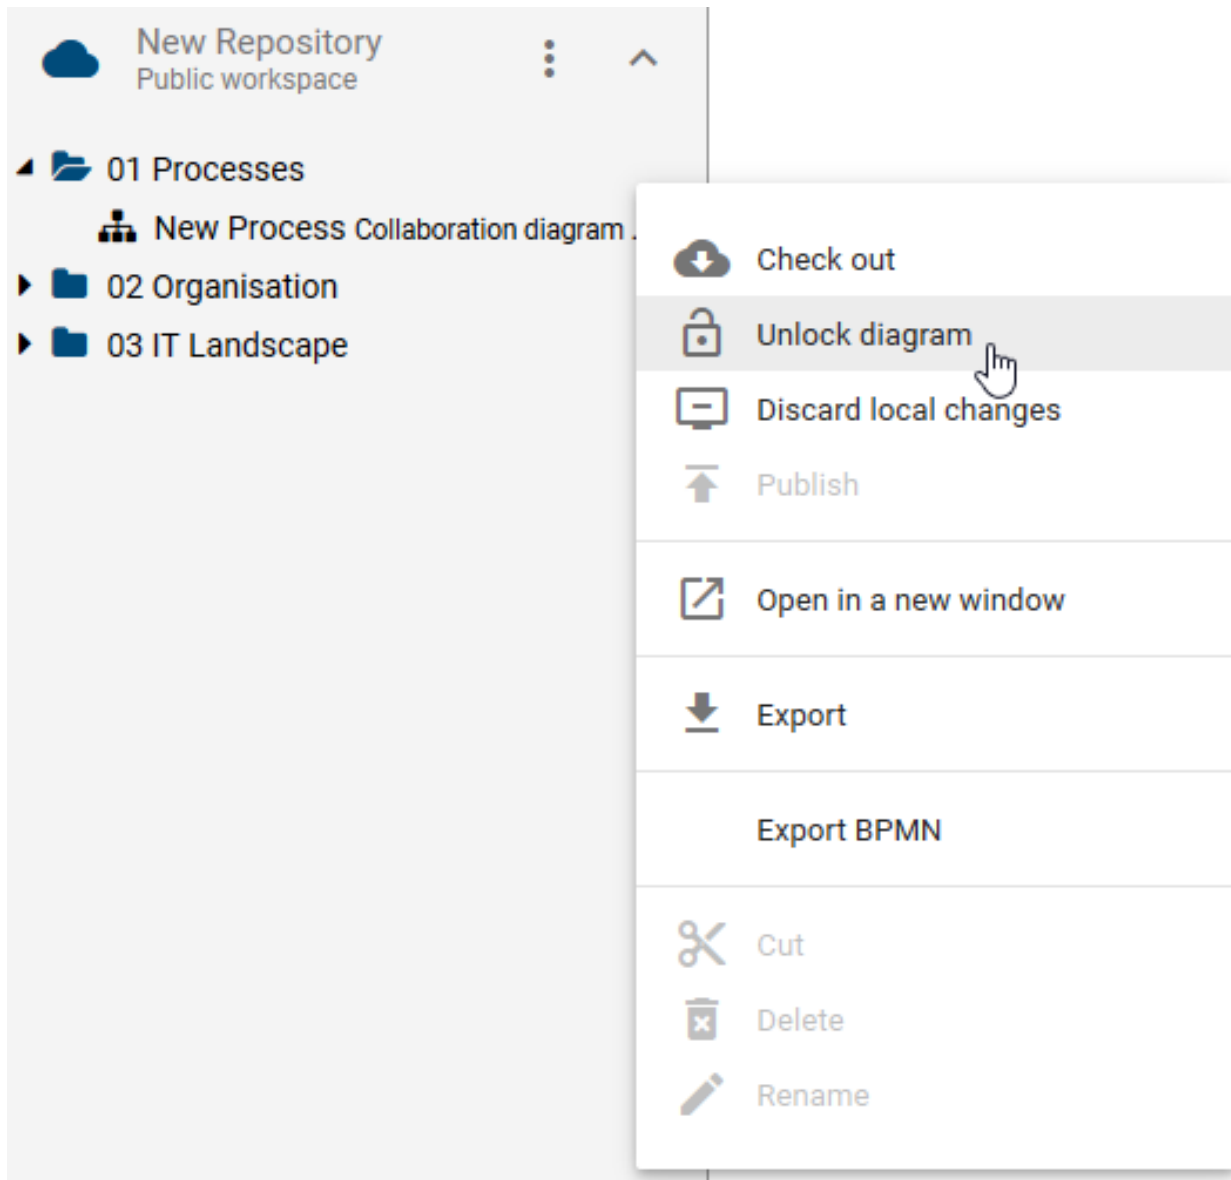 New Repository
Public workspace
01 Processes
New Process Collaboration diagram .
02 Organisation
03 IT Landscape
Check out
Unlock diagram
Discard local changes
Publish
Open in a new window
Export
Export BPMN
Cut
Delete
Rename